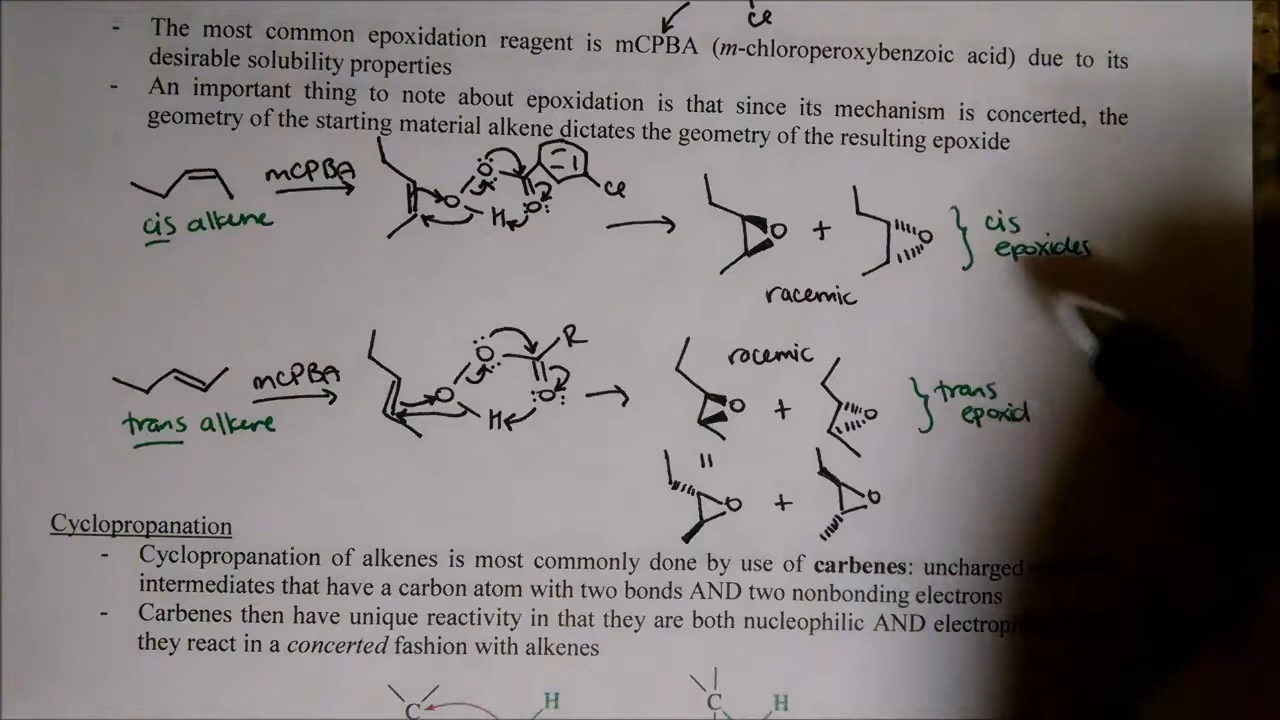 ce
- The most common epoxidation reagent is mCPBA (m-chloroperoxybenzoic acid) due to its
desirable solubility properties
- An important thing to note about epoxidation is that since its mechanism is concerted, the
geometry of the starting material alkene dictates the geometry of the resulting epoxide
mCPBA
cis alkene
O
O
H
O
Cl
O
+
O
cis
epoxides
racemic
mCPBA
trans alkene
O
O
R
H
O
racemic
O
+
O
trans
epoxid
O
+
O
Cyclopropanation
- Cyclopropanation of alkenes is most commonly done by use of carbenes: uncharged
intermediates that have a carbon atom with two bonds AND two nonbonding electrons
- Carbenes then have unique reactivity in that they are both nucleophilic AND
they react in a concerted fashion with alkenes
C
H
C
H